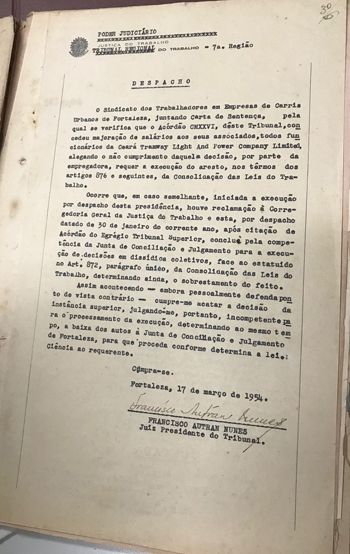 30
PODER JUDICIÁRIO
JUSTIÇA DO TRABALHO
TRIBUNAL REGIONAL DO TRABALHO - 7a. Região
DESPACHO
O Sindicato dos Trabalhadores em Empresas de Carris
Urbanos de Fortaleza, juntando Carta de Sentença, pela
qual se verifica que o Acórdão CMXXVI, dêste Tribunal, con
cedeu majoração de salários aos seus associados, todos fun
cionários da Ceará Tramway Light And Power Company Limited,
alegando o não cumprimento daquela decisão, por parte da
empregadora, requer a execução do aresto, nos têrmos dos
artigos 876 e seguintes, da Consolidação das Leis do Tra-
balho.
Ocorre que, em caso semelhante, iniciada a execução
por despacho desta presidência, houve reclamação à Corre-
gedoria Geral da Justiça do Trabalho e esta, por despacho
datado de 30 de janeiro do corrente ano, após citação de
Acórdão do Egrégio Tribunal Superior, conclui pela compe-
tência da Junta de Conciliação e Julgamento para a execu-
ção de decisões em dissídios coletivos, face ao estatuído
no Art. 872, parágrafo único, da Consolidação das Leis do
Trabalho, determinando ainda, o sobrestamento do feito.
Assim acontecendo — embora pessoalmente defenda pon
to de vista contrário — cumpre-me acatar a decisão da
instância superior, julgando-me, portanto, incompetente pa
ra o processamento da execução, determinando ao mesmo tem
po, a baixa dos autos à Junta de Conciliação e Julgamento
de Fortaleza, para que proceda conforme determina a lei.
Ciência ao requerente.
Cûmpra-se.
Fortaleza, 17 de março de 1954.
Francisco Autran Nunes
FRANCISCO AUTRAN NUNES
Juiz Presidente do Tribunal.